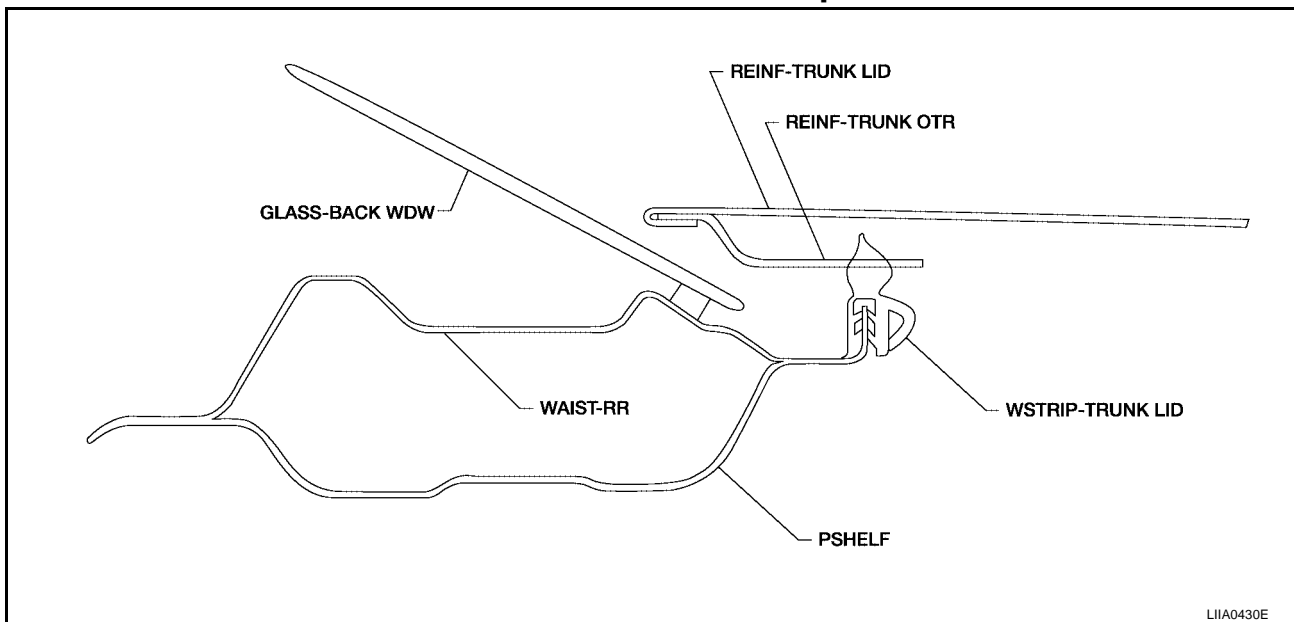 REINF-TRUNK LID
REINF-TRUNK OTR
GLASS-BACK WDW
WAIST-RR
WSTRIP-TRUNK LID
PSHELF
LIIA0430E